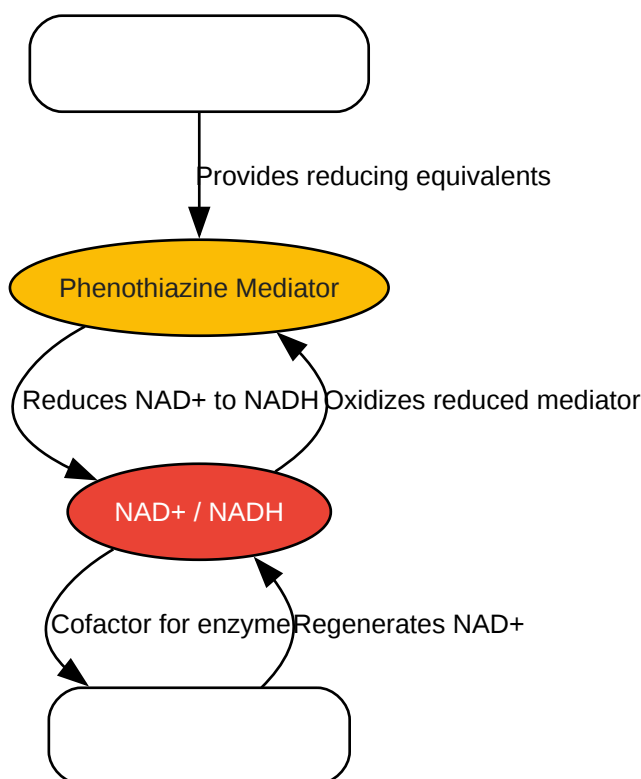 Provides reducing equivalents
Phenothiazine Mediator
Reduces NAD+ to NADH
Oxidizes reduced mediator
NAD+ / NADH
Cofactor for enzyme
Regenerates NAD+